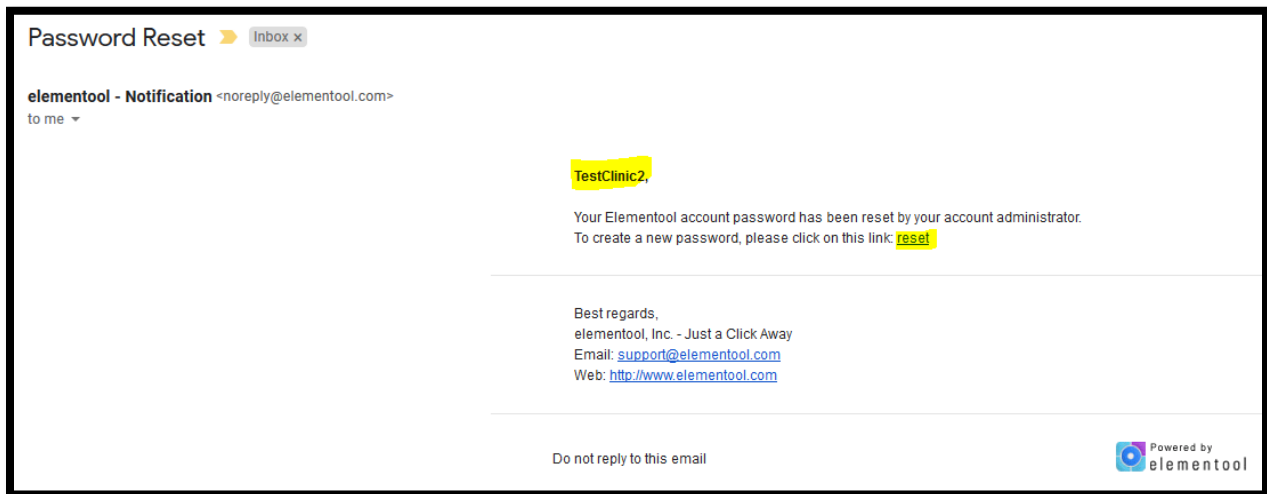 Password Reset Inbox x
elementool - Notification <noreply@elementool.com>
to me
TestClinic2,
Your Elementool account password has been reset by your account administrator.
To create a new password, please click on this link: reset
Best regards,
elementool, Inc. - Just a Click Away
Email: support@elementool.com
Web: http://www.elementool.com
Do not reply to this email
Powered by
elementool